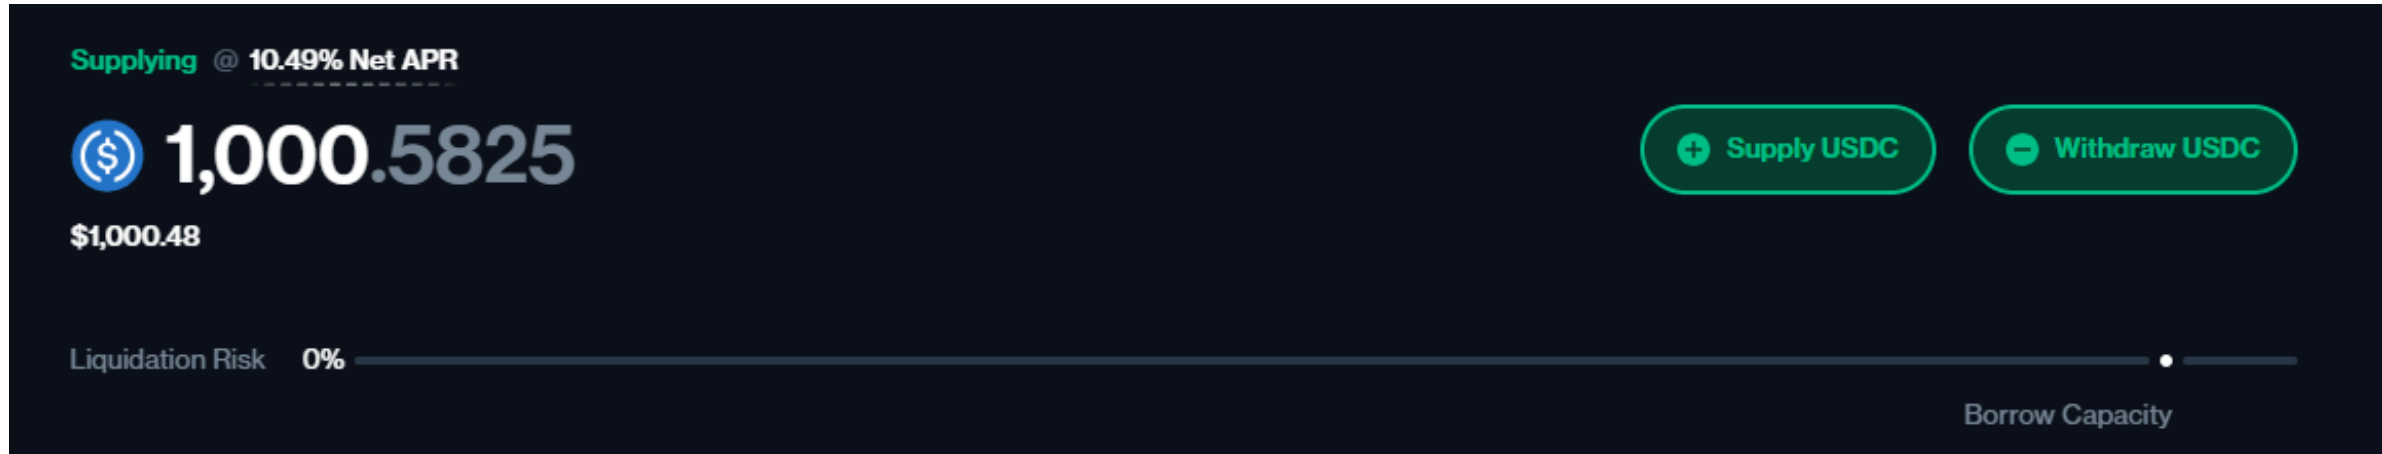 Supplying @ 10.49% Net APR
1,000.5825
Supply USDC
Withdraw USDC
$1,000.48
Liquidation Risk 0%
Borrow Capacity